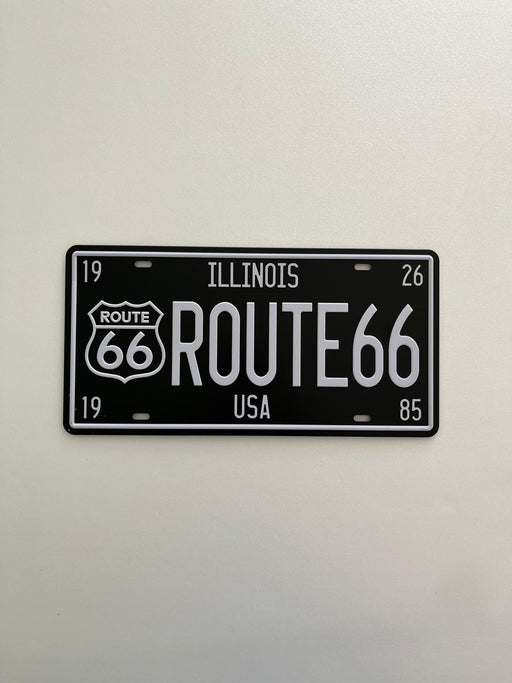 19 ILLINOIS 26
ROUTE
66
ROUTE66
19 USA 85